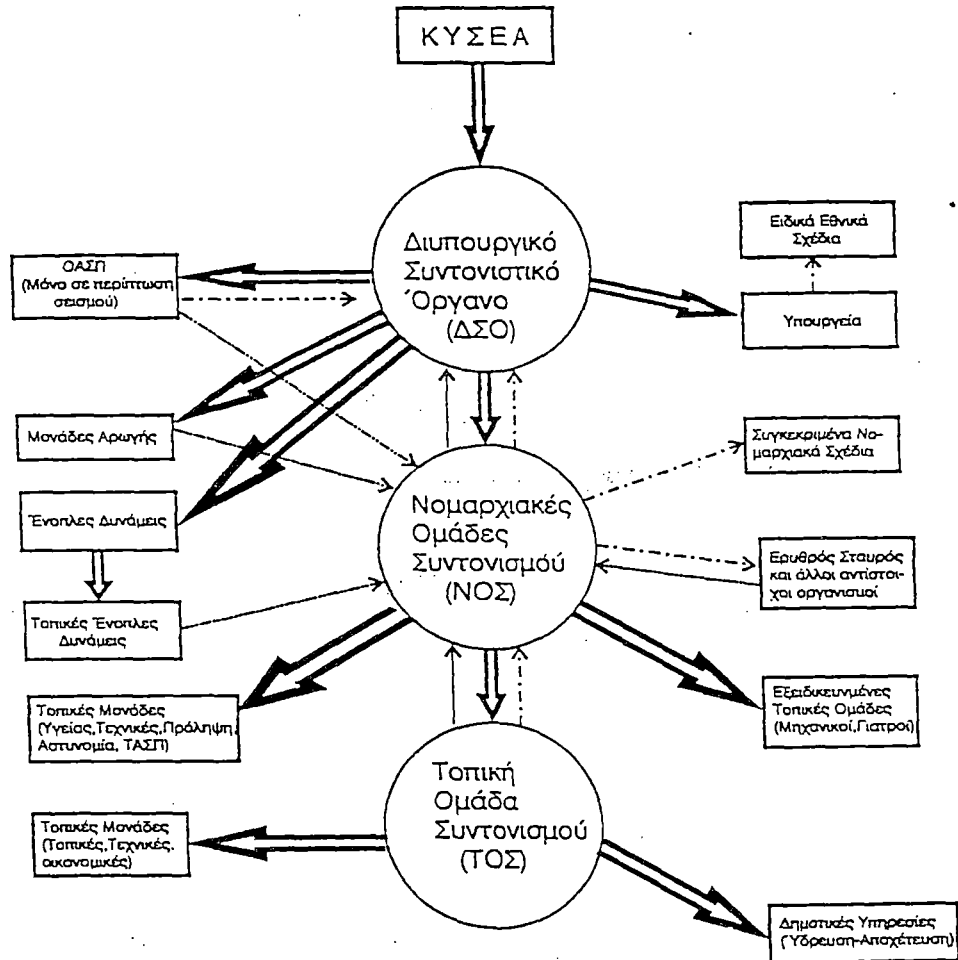 ΚΥΣΕΑ
Διυπουργικό
Συντονιστικό
Όργανο
(ΔΣΟ)
Ειδικά Εθνικά
Σχέδια
ΟΑΣΠ
(Μόνο σε περίπτωση
σεισμού)
Υπουργεία
Μονάδες Αρωγής
Συγκεκριμένα Νο-
μαρχιακά Σχέδια
Ένοπλες Δυνάμεις
Νομαρχιακές
Ομάδες
Συντονισμού
(ΝΟΣ)
Ερυθρός Σταυρός
και άλλοι αντίστοι-
χοι οργανισμοί
Τοπικές Ένοπλες
Δυνάμεις
Τοπικές Μονάδες
(Υγείας,Τεχνικές,Πρόληψη,
Αστυνομία, ΤΑΣΠ)
Εξειδικευνμένες
Τοπικές Ομάδες
(Μηχανικοί,Γιατροί)
Τοπική
Ομάδα
Συντονισμού
(ΤΟΣ)
Τοπικές Μονάδες
(Τοπικές,Τεχνικές,
οικονομικές)
Δημοτικές Υπηρεσίες
(Ύδρευση-Αποχέτευση)